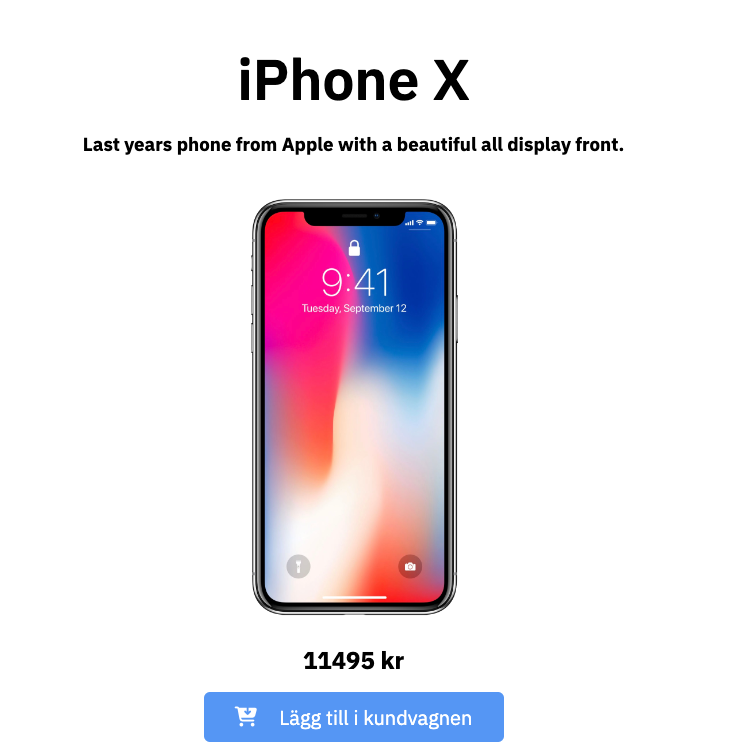 iPhone X
Last years phone from Apple with a beautiful all display front.
9:41
Tuesday, September 12
11495 kr
Lägg till i kundvagnen